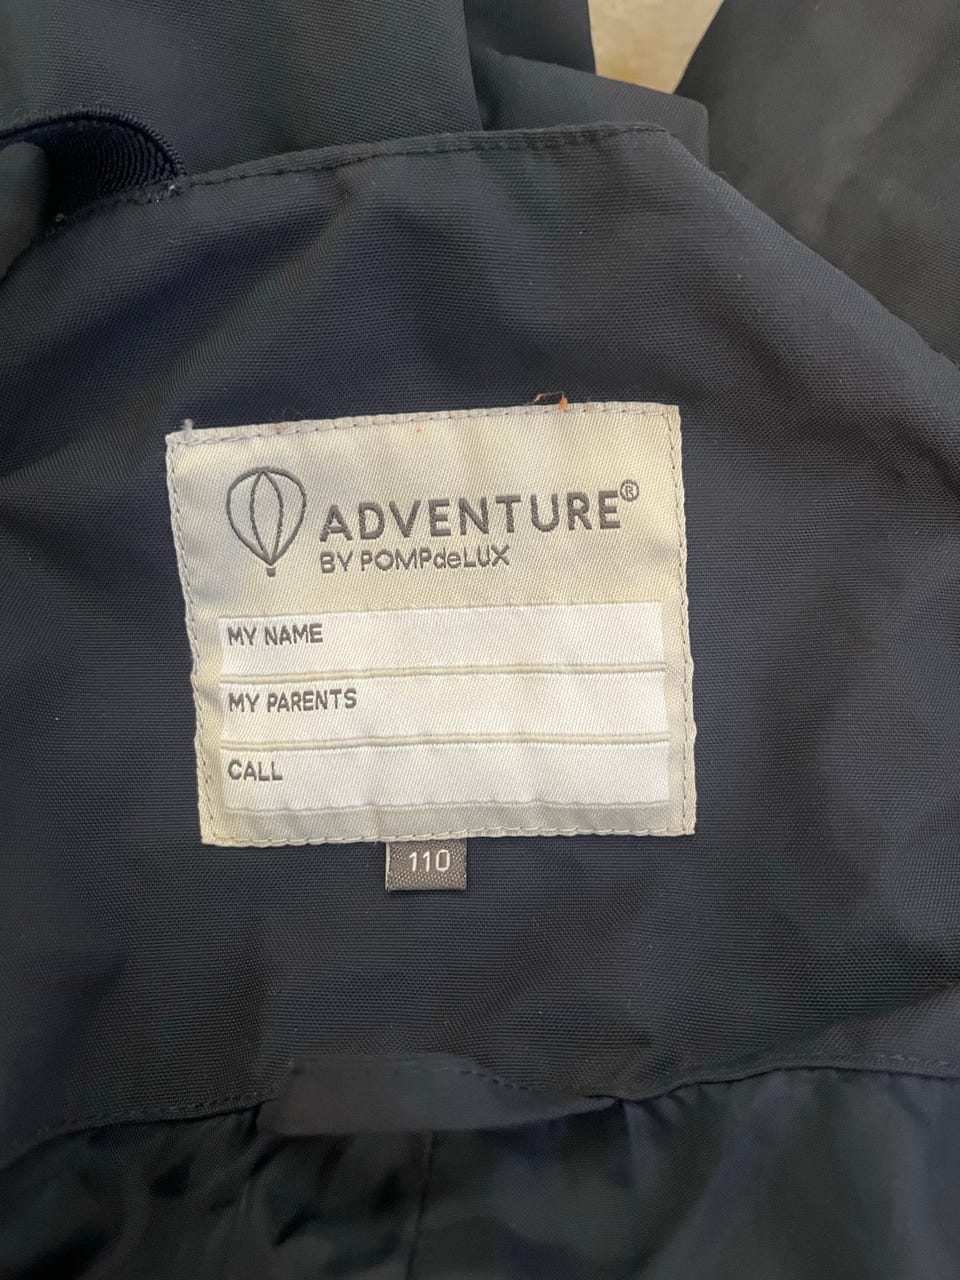 ADVENTURE®
BY POMPdeLUX
MY NAME
MY PARENTS
CALL
110